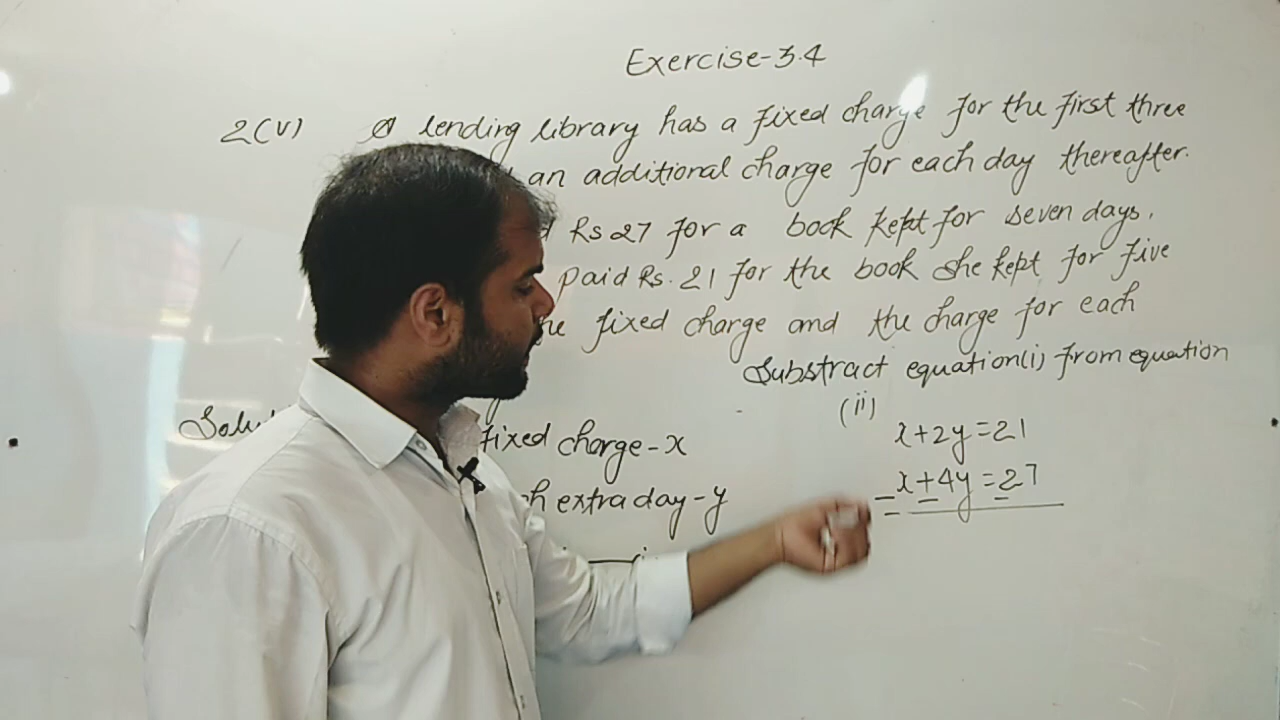 Exercise-3.4
2(V) A lending library has a fixed charge for the first three
an additional charge for each day thereafter.
Rs 27 for a book kept for seven days.
paid Rs. 21 for the book she kept for five
fixed charge and the charge for each
Substract equation(i) from equation
(ii)
x+2y=21
x+4y=27
- - -
fixed charge-x
extra day-y